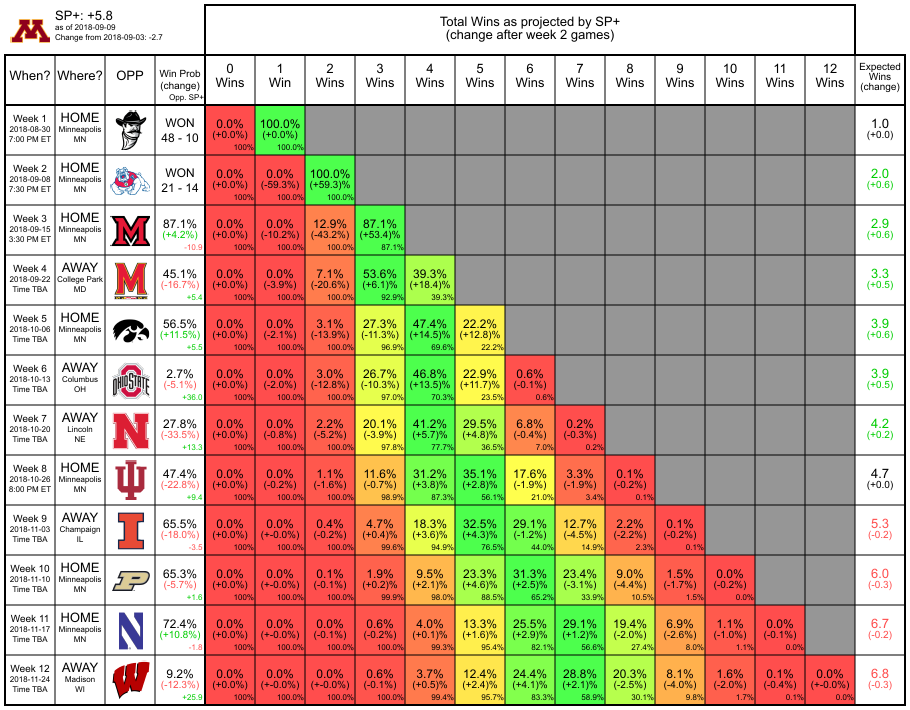 SP+: +5.8
as of 2018-09-09
Change from 2018-09-03: -2.7
Total Wins as projected by SP+
(change after week 2 games)
When? Where? OPP Win Prob (change) Opp. SP+ 0 Wins 1 Win 2 Wins 3 Wins 4 Wins 5 Wins 6 Wins 7 Wins 8 Wins 9 Wins 10 Wins 11 Wins 12 Wins Expected Wins (change)
Week 1 HOME WON 0.0% 100.0% 1.0
2018-08-30 Minneapolis 48 - 10 (+0.0%) (+0.0%) (+0.0)
7:00 PM ET MN 100% 100.0%
Week 2 HOME WON 0.0% 0.0% 100.0% 2.0
2018-09-08 Minneapolis 21 - 14 (+0.0%) (-59.3%) (+59.3)% (+0.6)
7:30 PM ET MN 100% 100.0% 100.0%
Week 3 HOME M 87.1% 0.0% 0.0% 12.9% 87.1% 2.9
2018-09-15 Minneapolis (+4.2%) (+0.0%) (-10.2%) (-43.2%) (+53.4)% (+0.6)
3:30 PM ET MN -10.9 100% 100.0% 100.0% 87.1%
Week 4 AWAY M 45.1% 0.0% 0.0% 7.1% 53.6% 39.3% 3.3
2018-09-22 College Park (-16.7%) (+0.0%) (-3.9%) (-20.6%) (+6.1)% (+18.4)% (+0.5)
Time TBA MD +5.4 100% 100.0% 100.0% 92.9% 39.3%
Week 5 HOME 56.5% 0.0% 0.0% 3.1% 27.3% 47.4% 22.2% 3.9
2018-10-06 Minneapolis (+11.5%) (+0.0%) (-2.1%) (-13.9%) (-11.3%) (+14.5)% (+12.8)% (+0.6)
Time TBA MN +5.5 100% 100.0% 100.0% 96.9% 69.6% 22.2%
Week 6 AWAY OHIO STATE 2.7% 0.0% 0.0% 3.0% 26.7% 46.8% 22.9% 0.6% 3.9
2018-10-13 Columbus (-5.1%) (+0.0%) (-2.0%) (-12.8%) (-10.3%) (+13.5)% (+11.7)% (-0.1%) (+0.5)
Time TBA OH +36.0 100% 100.0% 100.0% 97.0% 70.3% 23.5% 0.6%
Week 7 AWAY N 27.8% 0.0% 0.0% 2.2% 20.1% 41.2% 29.5% 6.8% 0.2% 4.2
2018-10-20 Lincoln (-33.5%) (+0.0%) (-0.8%) (-5.2%) (-3.9%) (+5.7)% (+4.8)% (-0.4%) (-0.3%) (+0.2)
Time TBA NE +13.3 100% 100.0% 100.0% 97.8% 77.7% 36.5% 7.0% 0.2%
Week 8 HOME 47.4% 0.0% 0.0% 1.1% 11.6% 31.2% 35.1% 17.6% 3.3% 0.1% 4.7
2018-10-26 Minneapolis (-22.8%) (+0.0%) (-0.2%) (-1.6%) (-0.7%) (+3.8)% (+2.8)% (-1.9%) (-1.9%) (-0.2%) (+0.0)
8:00 PM ET MN +9.4 100% 100.0% 100.0% 98.9% 87.3% 56.1% 21.0% 3.4% 0.1%
Week 9 AWAY I 65.5% 0.0% 0.0% 0.4% 4.7% 18.3% 32.5% 29.1% 12.7% 2.2% 0.1% 5.3
2018-11-03 Champaign (-18.0%) (+0.0%) (+-0.0%) (-0.2%) (+0.4%) (+3.6%) (+4.3)% (-1.2%) (-4.5%) (-2.2%) (-0.2%) (-0.2)
Time TBA IL -3.5 100% 100.0% 100.0% 99.6% 94.9% 76.5% 44.0% 14.9% 2.3% 0.1%
Week 10 HOME P 65.3% 0.0% 0.0% 0.1% 1.9% 9.5% 23.3% 31.3% 23.4% 9.0% 1.5% 0.0% 6.0
2018-11-10 Minneapolis (-5.7%) (+0.0%) (+-0.0%) (-0.1%) (+0.2%) (+2.1%) (+4.6%) (+2.5)% (-3.1%) (-4.4%) (-1.7%) (-0.2%) (-0.3)
Time TBA MN +1.6 100% 100.0% 100.0% 99.9% 98.0% 88.5% 65.2% 33.9% 10.5% 1.5% 0.0%
Week 11 HOME N 72.4% 0.0% 0.0% 0.0% 0.6% 4.0% 13.3% 25.5% 29.1% 19.4% 6.9% 1.1% 0.0% 6.7
2018-11-17 Minneapolis (+10.8%) (+0.0%) (+-0.0%) (-0.1%) (-0.2%) (+0.1%) (+1.6%) (+2.9)% (+1.2)% (-2.0%) (-2.6%) (-1.0%) (-0.1%) (-0.2)
Time TBA MN -1.8 100% 100.0% 100.0% 100.0% 99.3% 95.4% 82.1% 56.6% 27.4% 8.0% 1.1% 0.0%
Week 12 AWAY W 9.2% 0.0% 0.0% 0.0% 0.6% 3.7% 12.4% 24.4% 28.8% 20.3% 8.1% 1.6% 0.1% 0.0% 6.8
2018-11-24 Madison (-12.3%) (+0.0%) (+-0.0%) (+-0.0%) (-0.1%) (+0.5%) (+2.4%) (+4.1%) (+2.1)% (-2.5%) (-4.0%) (-2.0%) (-0.4%) (+-0.0%) (-0.3)
Time TBA WI +25.9 100% 100.0% 100.0% 100.0% 99.4% 95.7% 83.3% 58.9% 30.1% 9.8% 1.7% 0.1% 0.0%